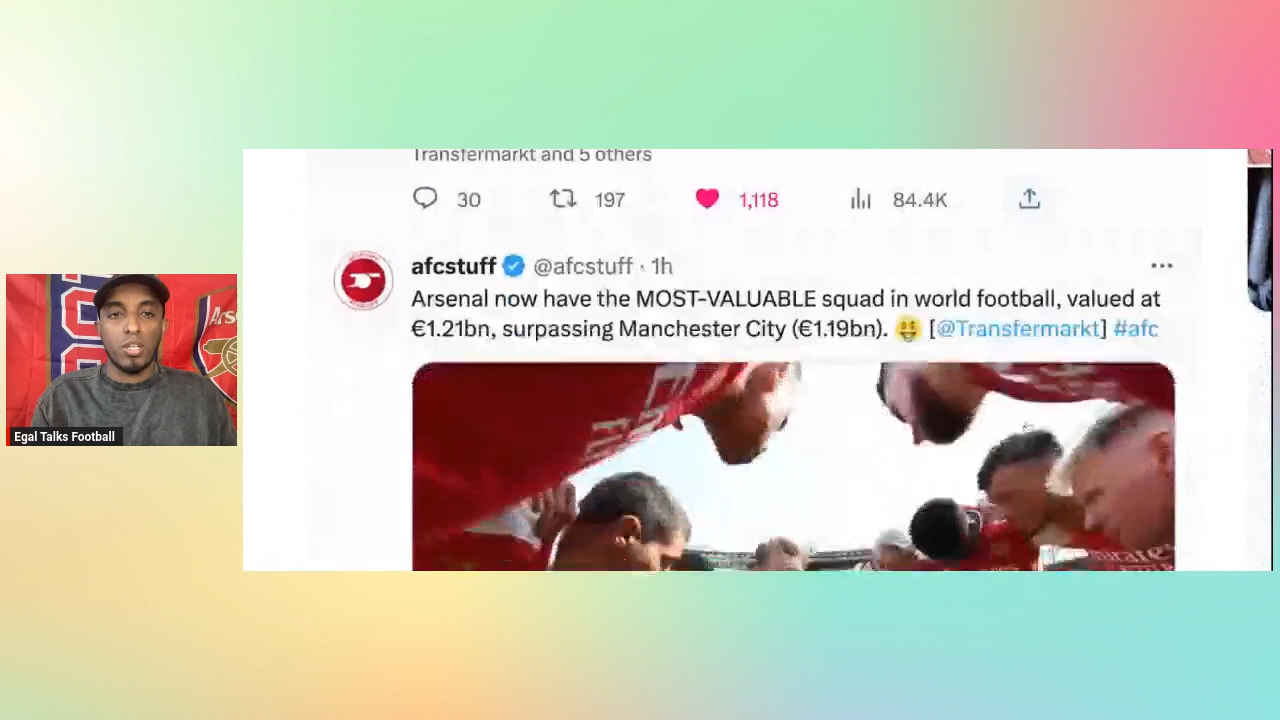 Transfermarkt and 5 others
30 197 1,118 84.4K
afcstuff @afcstuff · 1h
Arsenal now have the MOST-VALUABLE squad in world football, valued at
€1.21bn, surpassing Manchester City (€1.19bn). 🤑 [@Transfermarkt] #afc
Arse
Egal Talks Football